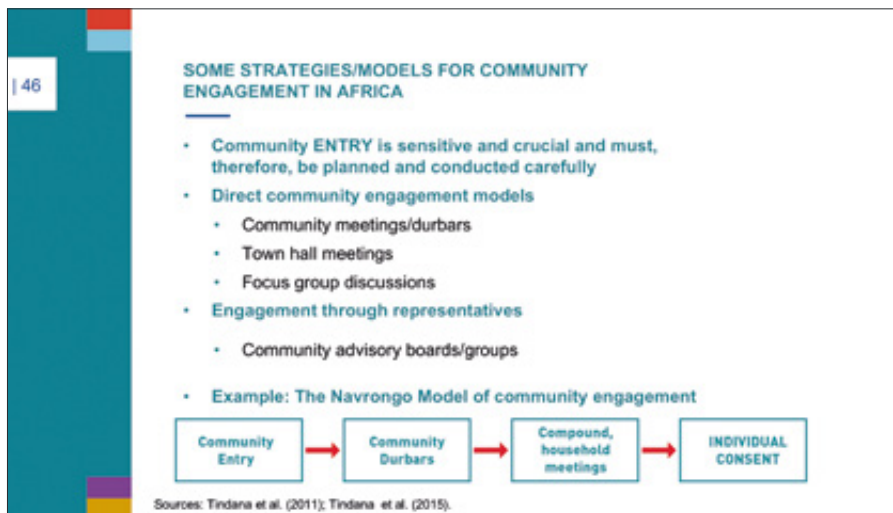 | 46
SOME STRATEGIES/MODELS FOR COMMUNITY
ENGAGEMENT IN AFRICA
• Community ENTRY is sensitive and crucial and must,
therefore, be planned and conducted carefully
• Direct community engagement models
• Community meetings/durbars
• Town hall meetings
• Focus group discussions
• Engagement through representatives
• Community advisory boards/groups
• Example: The Navrongo Model of community engagement
Community
Entry
Community
Durbars
Compound,
household
meetings
INDIVIDUAL
CONSENT
Sources: Tindana et al. (2011); Tindana et al. (2015).